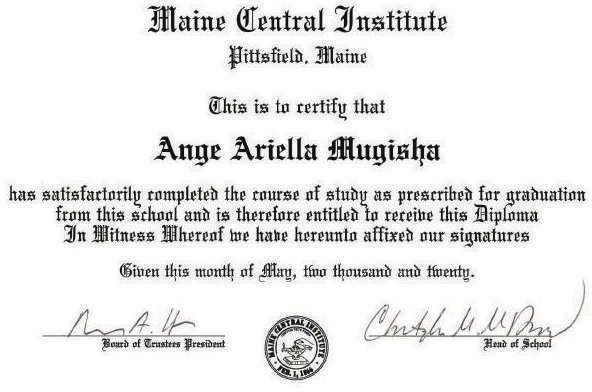 Maine Central Institute
Pittsfield, Maine
This is to certify that
Ange Ariella Mugisha
has satisfactorily completed the course of study as prescribed for graduation
from this school and is therefore entitled to receive this Diploma
In Witness Whereof we have hereunto affixed our signatures
Given this month of May, two thousand and twenty.
Board of Trustees President
MAINE CENTRAL INSTITUTE
FEB. 1, 1866
Head of School